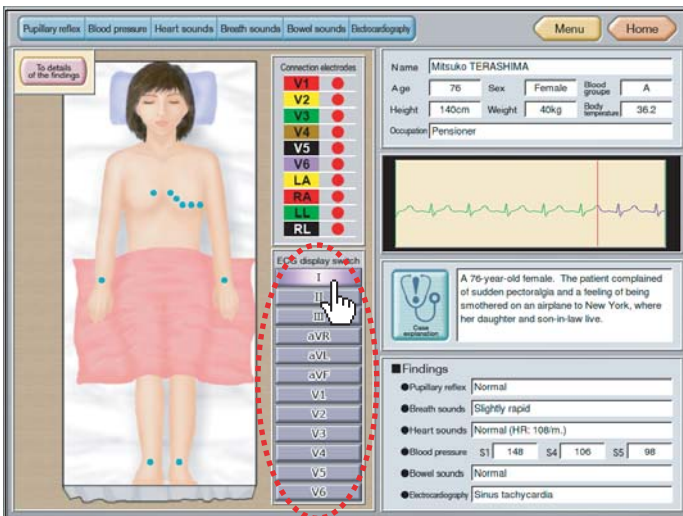 Pupillary reflex Blood pressure Heart sounds Breath sounds Bowel sounds Electrocardiography
Menu
Home
To details
of the findings
Connection electrodes
V1
V2
V3
V4
V5
V6
LA
RA
LL
RL
ECG display switch
I
II
III
aVR
aVL
aVF
V1
V2
V3
V4
V5
V6
Name Mitsuko TERASHIMA
Age 76 Sex Female Blood groupe A
Height 140cm Weight 40kg Body temperature 36.2
Occupation Pensioner
Case
explanation
A 76-year-old female. The patient complained
of sudden pectoralgia and a feeling of being
smothered on an airplane to New York, where
her daughter and son-in-law live.
■Findings
●Pupillary reflex Normal
●Breath sounds Slightly rapid
●Heart sounds Normal (HR: 108/m.)
●Blood pressure S1 148 S4 106 S5 98
●Bowel sounds Normal
●Electrocardiography Sinus tachycardia